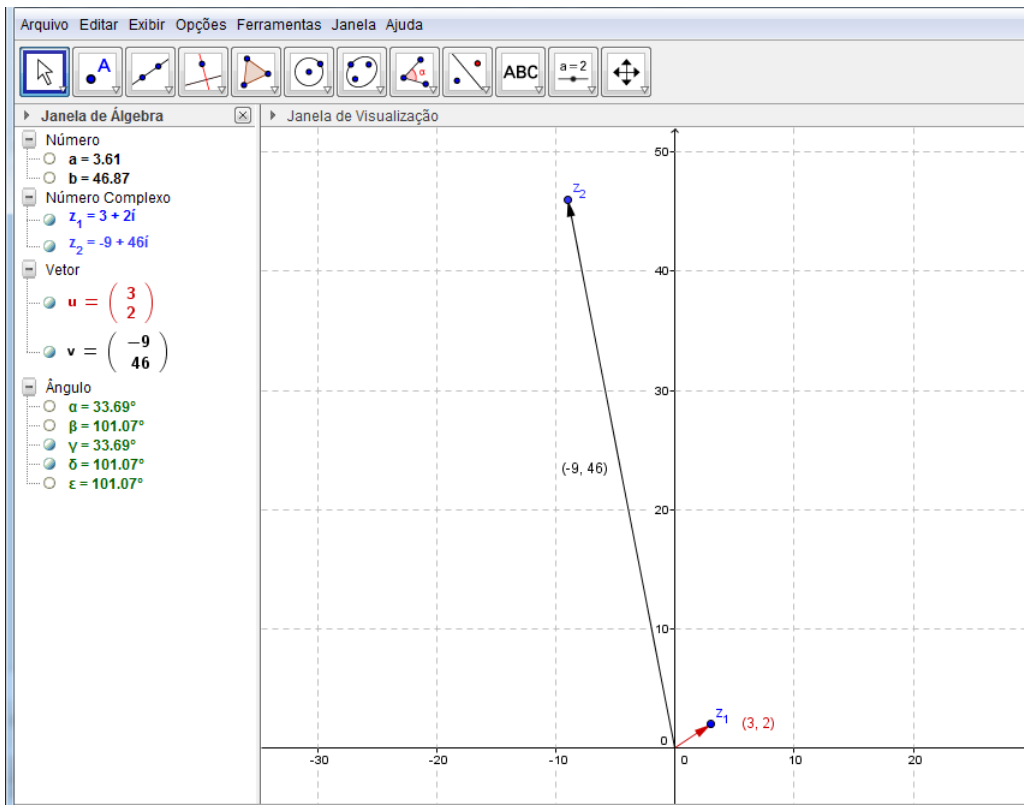 Arquivo Editar Exibir Opções Ferramentas Janela Ajuda
A
α
ABC
a=2
Janela de Álgebra
Janela de Visualização
Número
a = 3.61
b = 46.87
Número Complexo
z₁ = 3 + 2í
z₂ = -9 + 46í
Vetor
u = ( 3
2 )
v = ( −9
46 )
Ângulo
α = 33.69°
β = 101.07°
γ = 33.69°
δ = 101.07°
ε = 101.07°
50
z₂
40
30
(-9, 46)
20
10
z₁ (3, 2)
0
-30 -20 -10 0 10 20